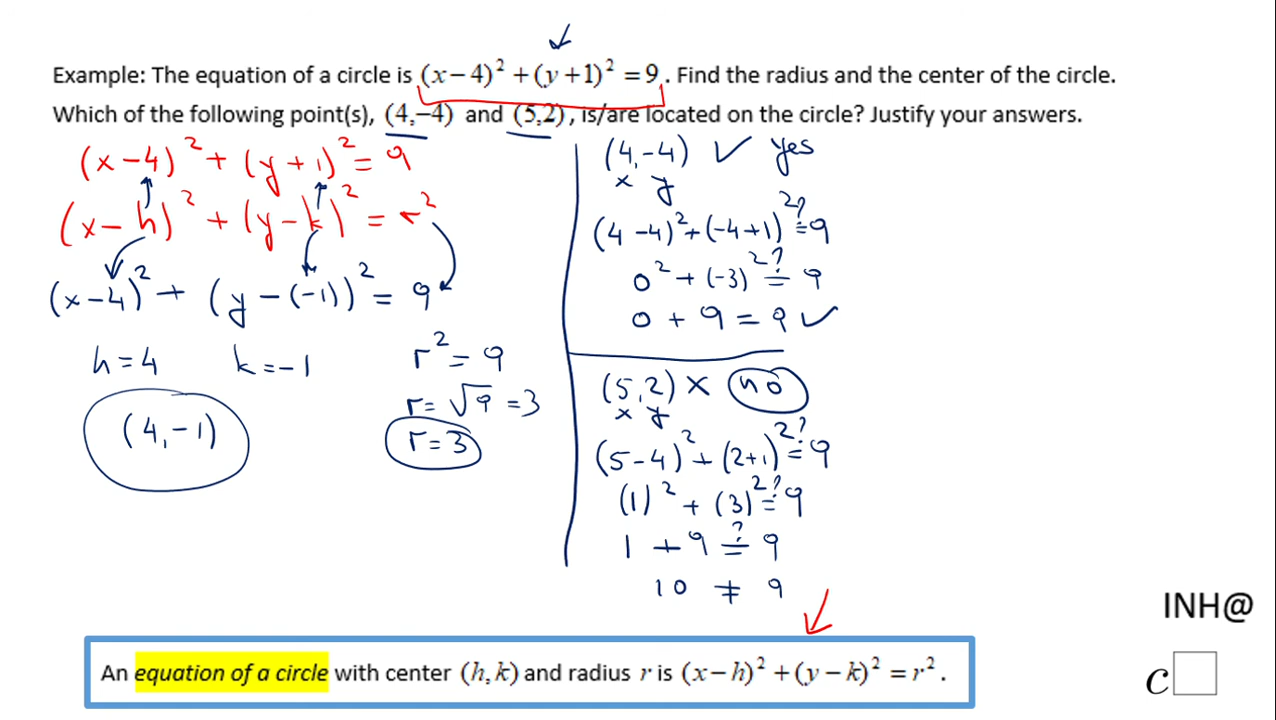 Example: The equation of a circle is (x − 4)² + (y + 1)² = 9. Find the radius and the center of the circle.
Which of the following point(s), (4,−4) and (5,2), is/are located on the circle? Justify your answers.
(x − 4)² + (y + 1)² = 9
(x − h)² + (y − k)² = r²
(x − 4)² + (y − (−1))² = 9
h = 4 k = −1 r² = 9
r = √9 = 3
(4, −1) r = 3
(4, −4) ✓ yes
x y
(4 − 4)² + (−4 + 1)² ≟ 9
0² + (−3)² ≟ 9
0 + 9 = 9 ✓
(5, 2) × no
x y
(5 − 4)² + (2 + 1)² ≟ 9
(1)² + (3)² ≟ 9
1 + 9 ≟ 9
10 ≠ 9
INH@
c
An equation of a circle with center (h, k) and radius r is (x − h)² + (y − k)² = r².